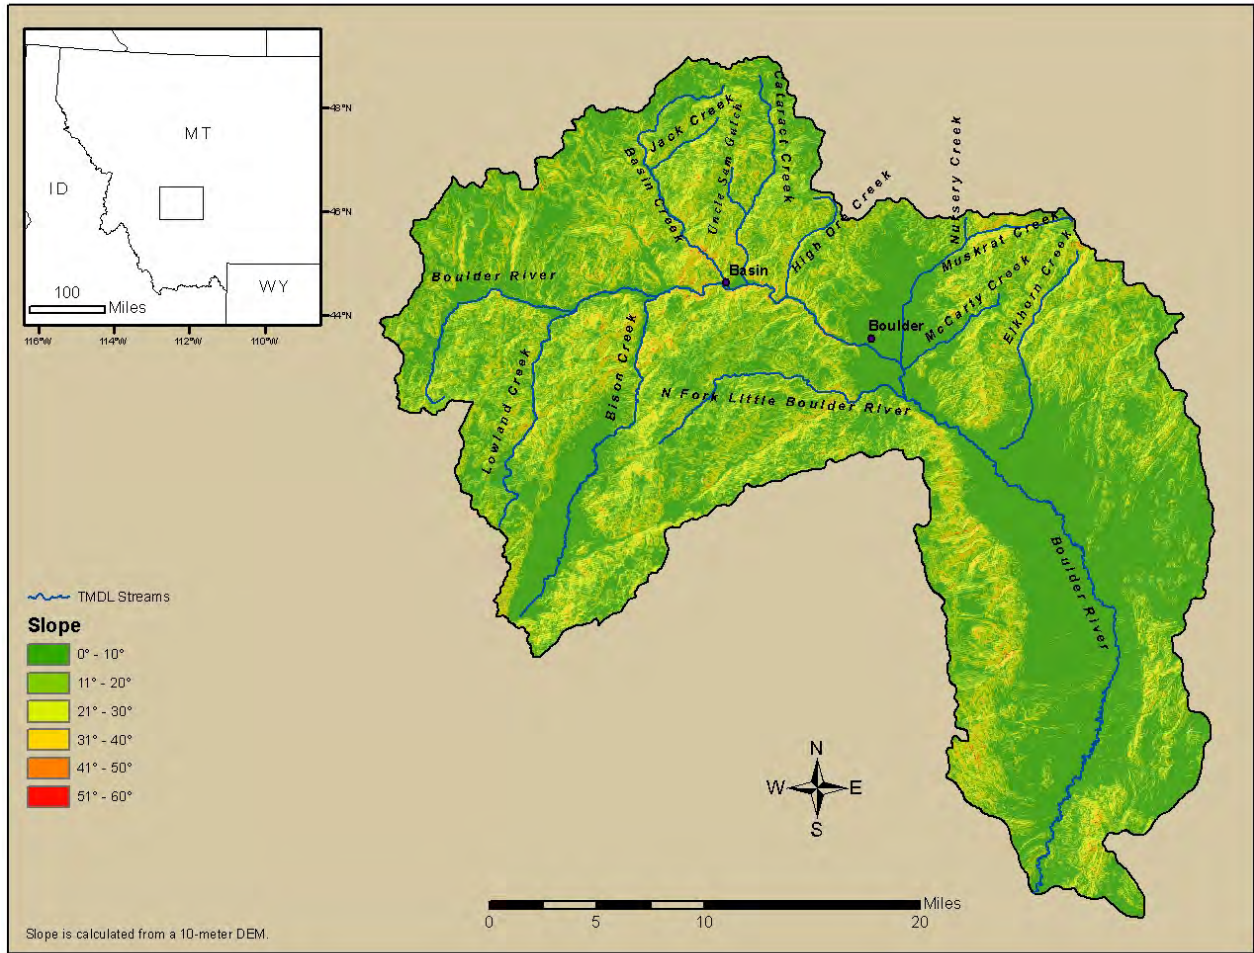 MT
ID
WY
100
Miles
48°N
46°N
44°N
116°W
114°W
112°W
110°W
Cataract Creek
Jack Creek
Uncle Sam Gulch
Basin Creek
High Ore Creek
Nursery Creek
Muskrat Creek
McCarty Creek
Elkhorn Creek
Boulder River
Basin
Boulder
Lowland Creek
Bison Creek
N Fork Little Boulder River
Boulder River
TMDL Streams
Slope
0° - 10°
11° - 20°
21° - 30°
31° - 40°
41° - 50°
51° - 60°
N
W E
S
Miles
0 5 10 20
Slope is calculated from a 10-meter DEM.